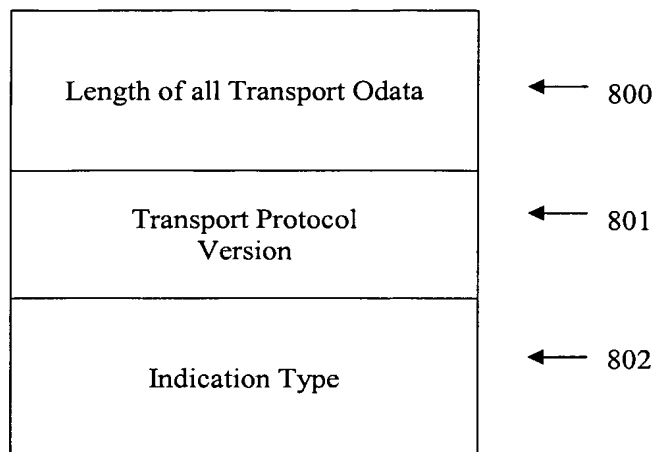 Length of all Transport Odata
800
Transport Protocol
Version
801
Indication Type
802